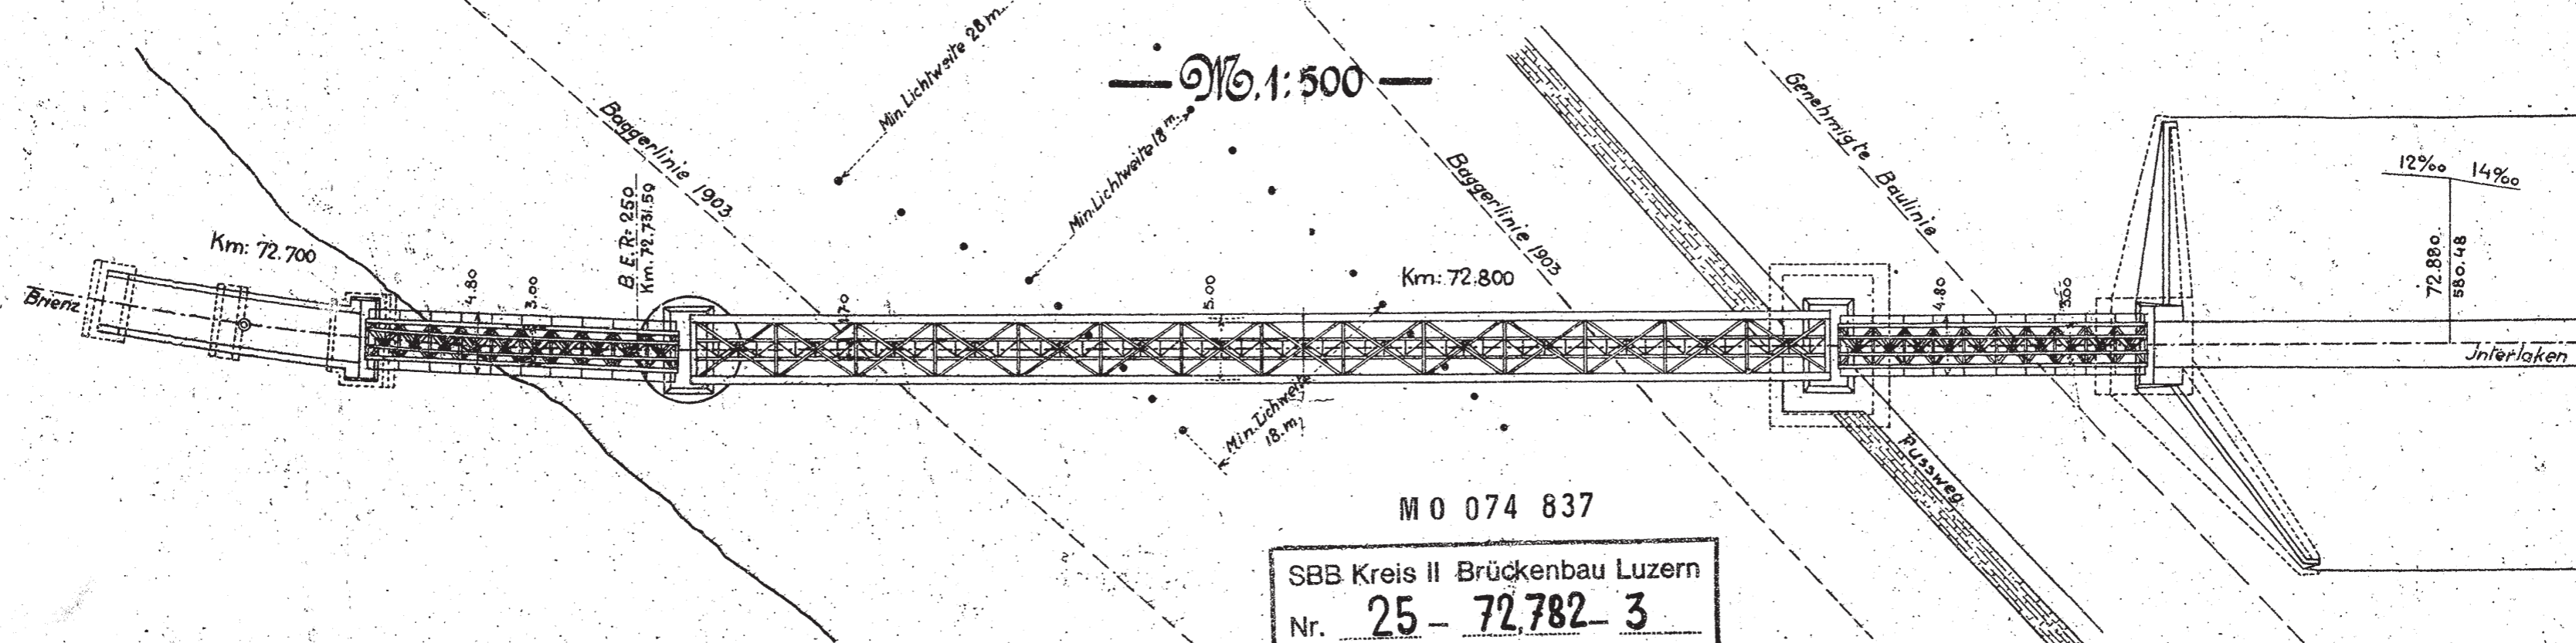 Min. Lichtweite 28 m.
— M. 1:500 —
Baggerlinie 1903
Min. Lichtweite 18 m.
Genehmigte Baulinie
Baggerlinie 1903
12‰ 14‰
B.E.R=250
Km. 72.731.59
Km: 72.700
Km: 72.800
72.880
580.48
Brienz
4.80
3.00
5.00
4.80
3.00
Interlaken
Min. Lichweite
18. m,
Fussweg
M 0 074 837
SBB Kreis II Brückenbau Luzern
Nr. 25 – 72,782 – 3